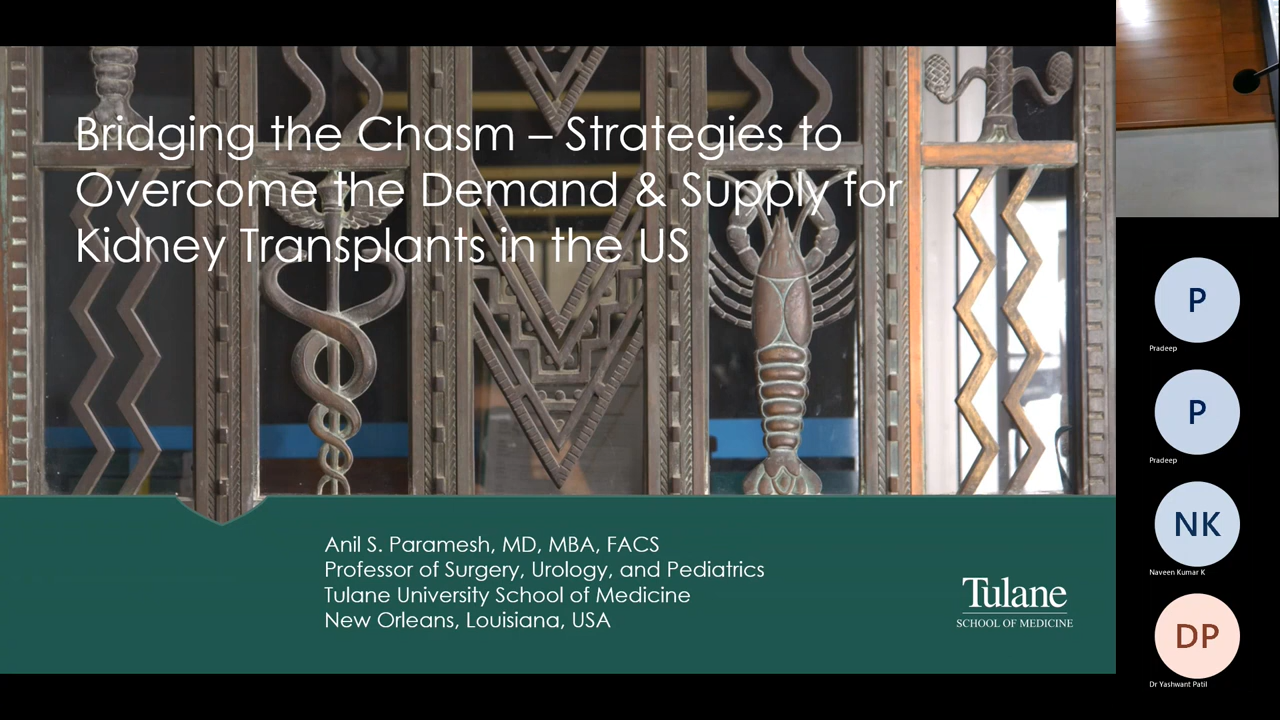 Bridging the Chasm – Strategies to
Overcome the Demand & Supply for
Kidney Transplants in the US
Anil S. Paramesh, MD, MBA, FACS
Professor of Surgery, Urology, and Pediatrics
Tulane University School of Medicine
New Orleans, Louisiana, USA
Tulane
SCHOOL OF MEDICINE
P
Pradeep
P
Pradeep
NK
Naveen Kumar K
DP
Dr Yashwant Patil